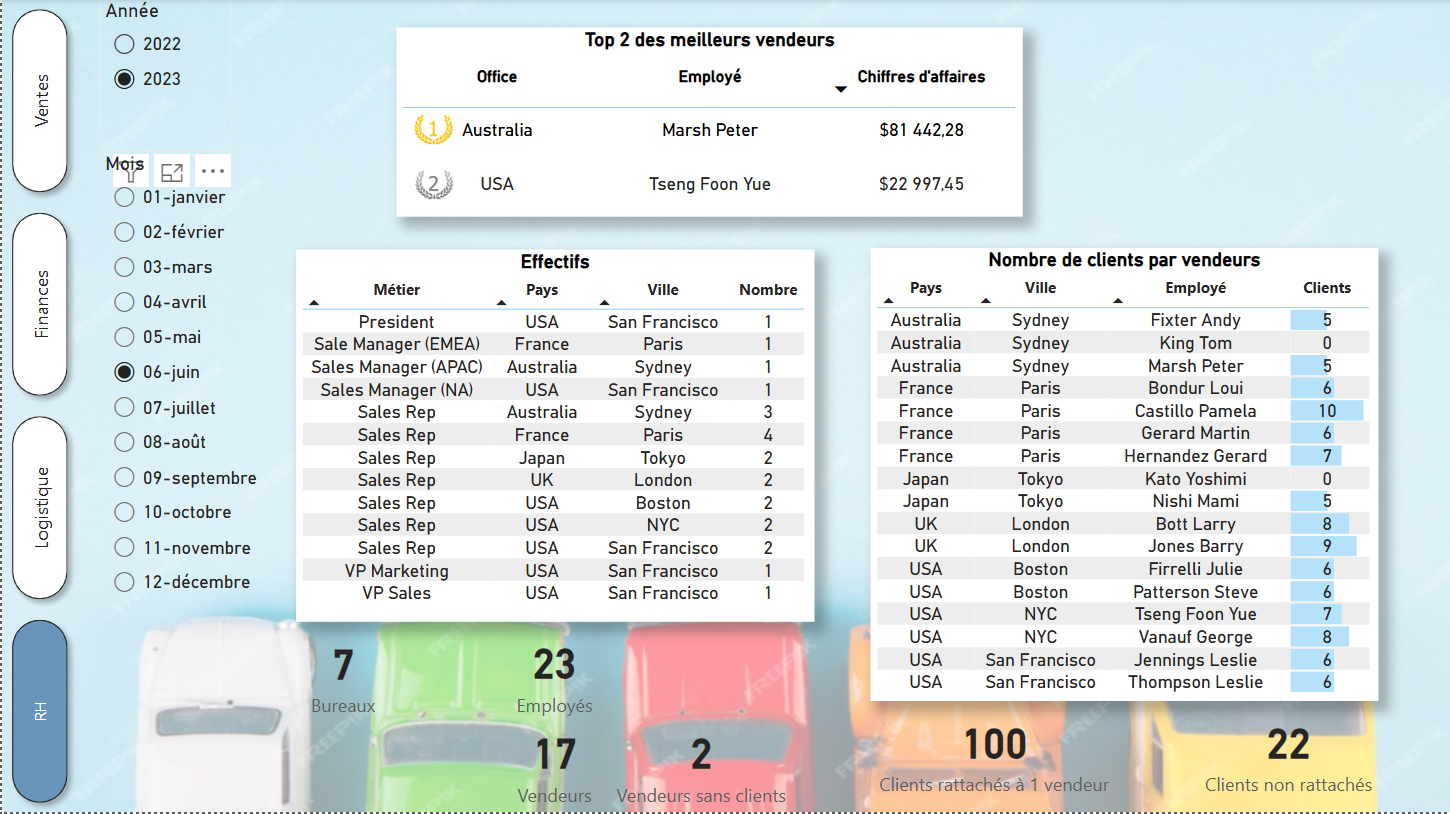 Année
2022
2023
Mois
01-janvier
02-février
03-mars
04-avril
05-mai
06-juin
07-juillet
08-août
09-septembre
10-octobre
11-novembre
12-décembre
Ventes
Finances
Logistique
RH
Top 2 des meilleurs vendeurs
Office Employé Chiffres d'affaires
1 Australia Marsh Peter $81 442,28
2 USA Tseng Foon Yue $22 997,45
Effectifs
Métier Pays Ville Nombre
President USA San Francisco 1
Sale Manager (EMEA) France Paris 1
Sales Manager (APAC) Australia Sydney 1
Sales Manager (NA) USA San Francisco 1
Sales Rep Australia Sydney 3
Sales Rep France Paris 4
Sales Rep Japan Tokyo 2
Sales Rep UK London 2
Sales Rep USA Boston 2
Sales Rep USA NYC 2
Sales Rep USA San Francisco 2
VP Marketing USA San Francisco 1
VP Sales USA San Francisco 1
Nombre de clients par vendeurs
Pays Ville Employé Clients
Australia Sydney Fixter Andy 5
Australia Sydney King Tom 0
Australia Sydney Marsh Peter 5
France Paris Bondur Loui 6
France Paris Castillo Pamela 10
France Paris Gerard Martin 6
France Paris Hernandez Gerard 7
Japan Tokyo Kato Yoshimi 0
Japan Tokyo Nishi Mami 5
UK London Bott Larry 8
UK London Jones Barry 9
USA Boston Firrelli Julie 6
USA Boston Patterson Steve 6
USA NYC Tseng Foon Yue 7
USA NYC Vanauf George 8
USA San Francisco Jennings Leslie 6
USA San Francisco Thompson Leslie 6
7
Bureaux
23
Employés
17
Vendeurs
2
Vendeurs sans clients
100
Clients rattachés à 1 vendeur
22
Clients non rattachés
FREEPIK